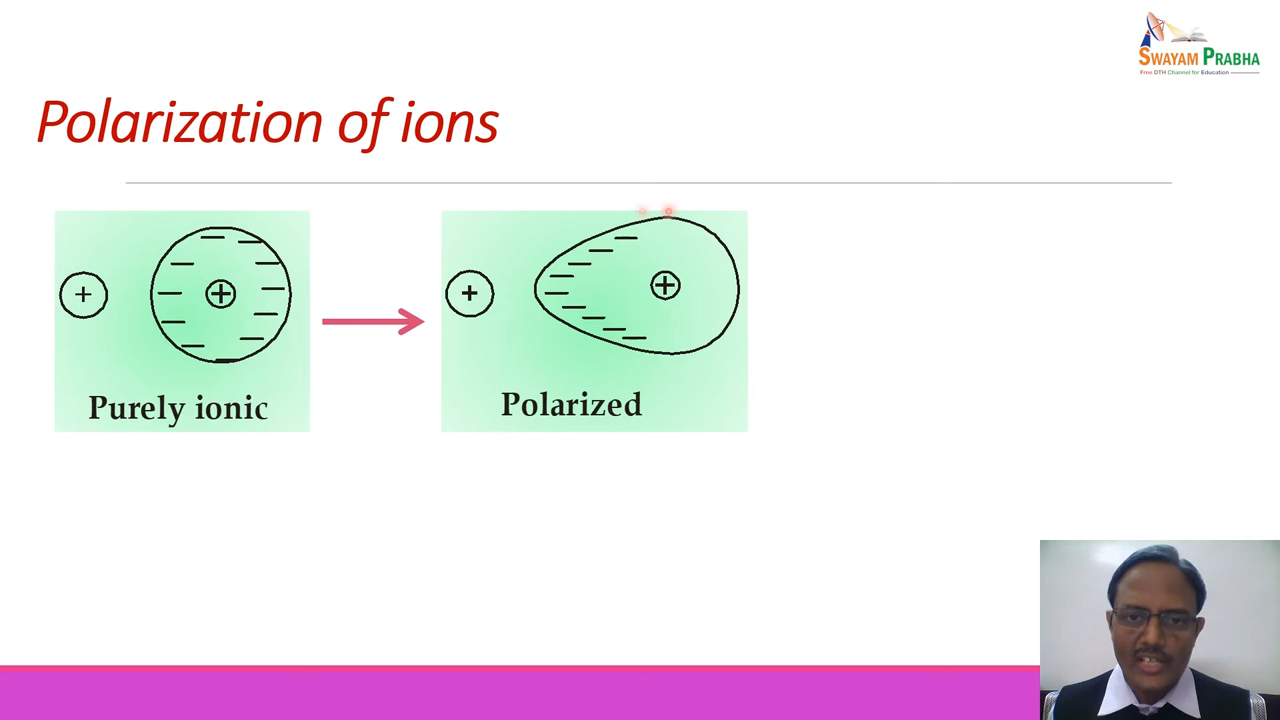 SWAYAM PRABHA
Free DTH Channel for Education
Polarization of ions
+
+
+
+
Purely ionic
Polarized